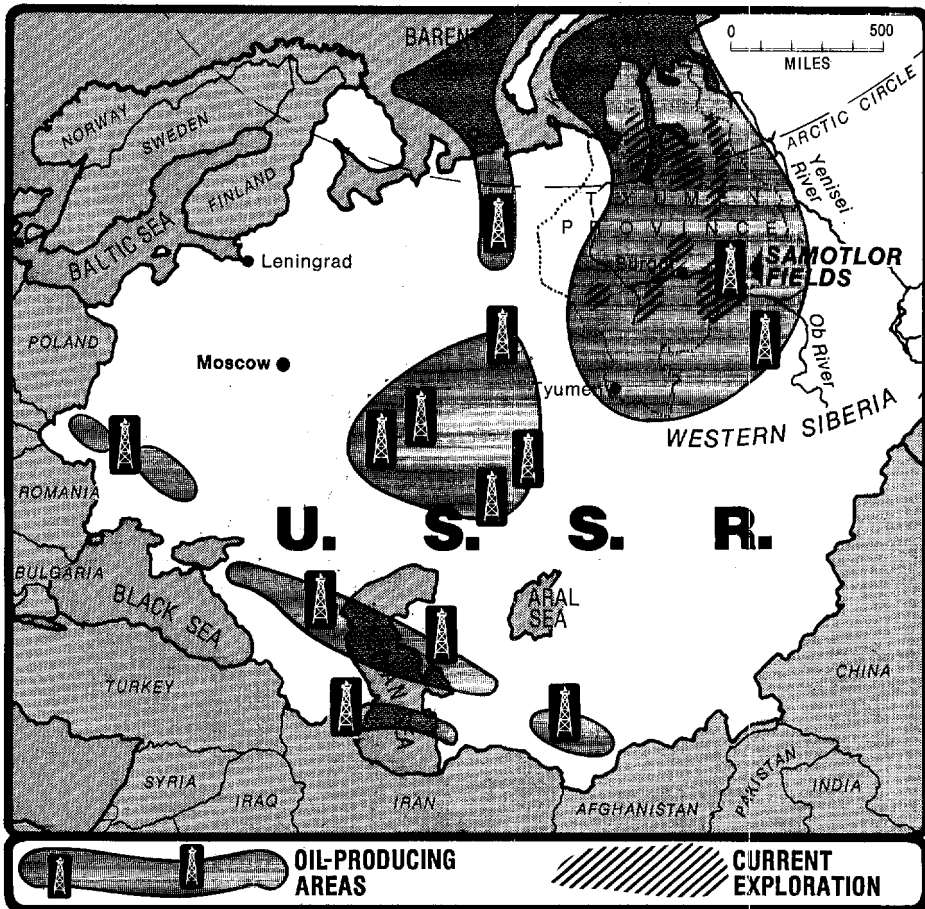 BARENT
0 500
MILES
ARCTIC CIRCLE
NORWAY
SWEDEN
FINLAND
BALTIC SEA
Leningrad
Yenisei
River
TYUMEN
PROVINCE
SAMOTLOR
FIELDS
Ob River
POLAND
Moscow
WESTERN SIBERIA
ROMANIA
U. S. S. R.
BULGARIA
BLACK SEA
ARAL
SEA
CHINA
TURKEY
SYRIA
IRAQ
IRAN
AFGHANISTAN
PAKISTAN
INDIA
OIL-PRODUCING
AREAS
CURRENT
EXPLORATION